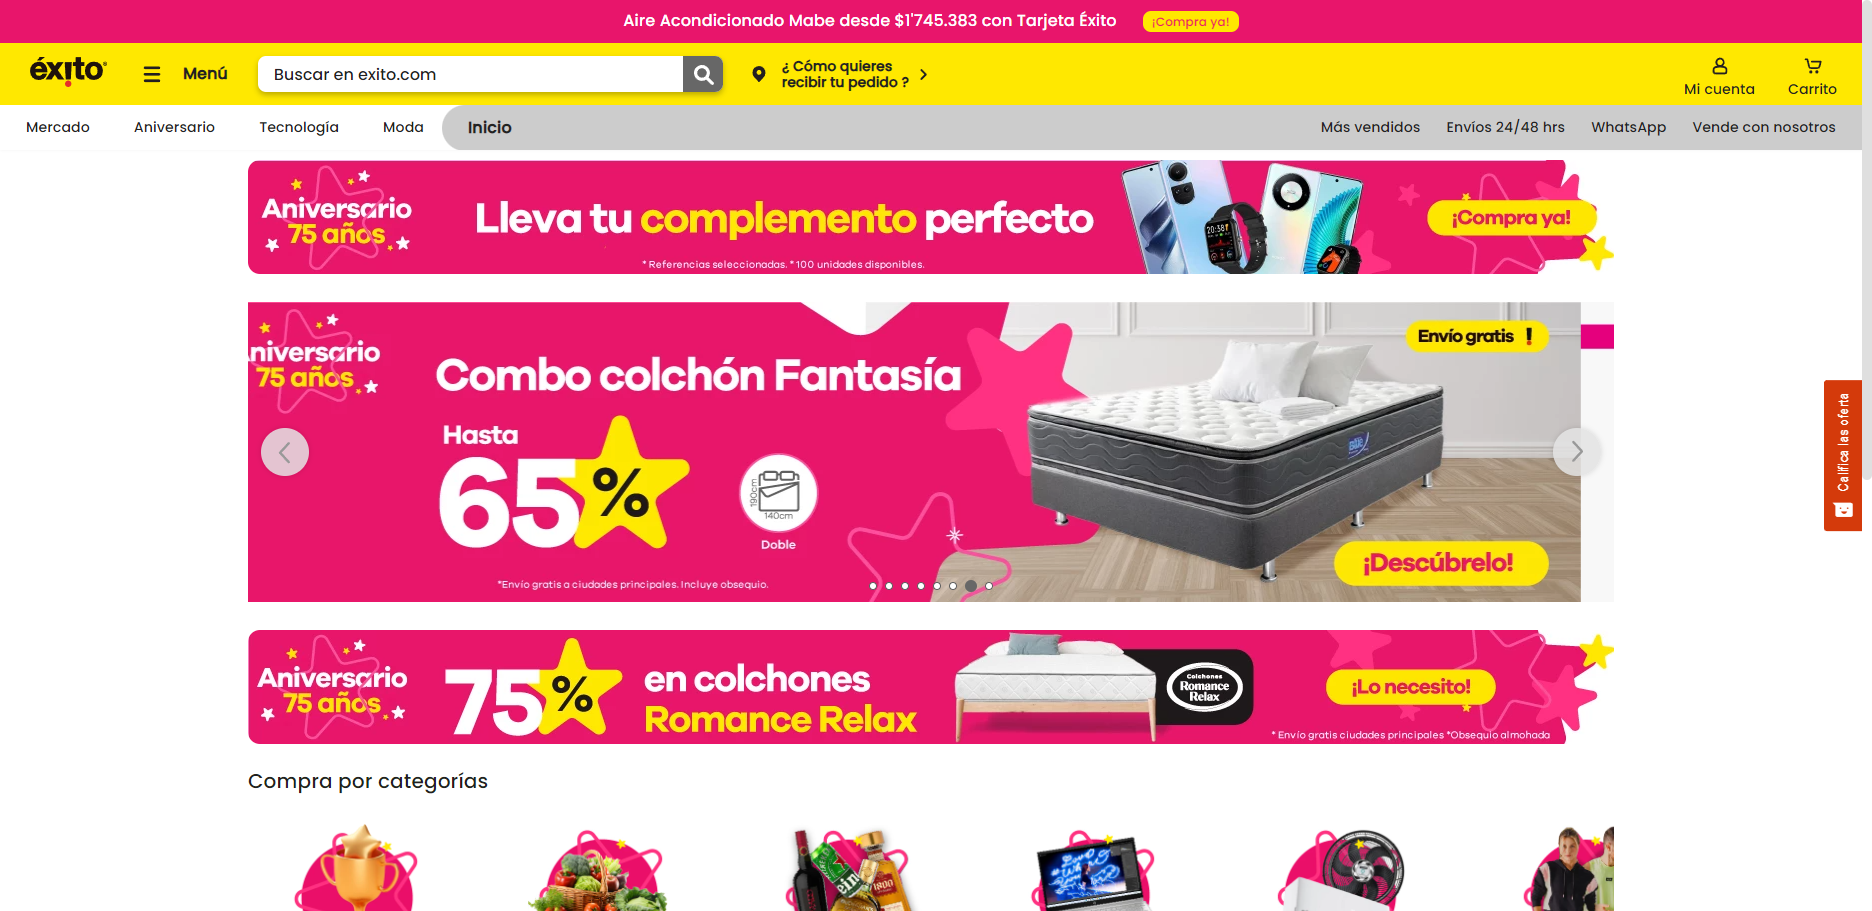 Aire Acondicionado Mabe desde $1'745.383 con Tarjeta Éxito
¡Compra ya!
éxito
Menú
Buscar en exito.com
¿ Cómo quieres
recibir tu pedido ?
Mi cuenta
Carrito
Mercado
Aniversario
Tecnología
Moda
Inicio
Más vendidos
Envíos 24/48 hrs
WhatsApp
Vende con nosotros
Aniversario
75 años
Lleva tu complemento perfecto
* Referencias seleccionadas. * 100 unidades disponibles.
20:38
¡Compra ya!
niversario
75 años
Combo colchón Fantasía
Hasta
65%
190cm
140cm
Doble
*Envío gratis a ciudades principales. Incluye obsequio.
Envío gratis !
¡Descúbrelo!
Califica las oferta
Aniversario
75 años
75%
en colchones
Romance Relax
Colchones
Romance
Relax
¡Lo necesito!
* Envío gratis ciudades principales *Obsequio almohada
Compra por categorías
1800